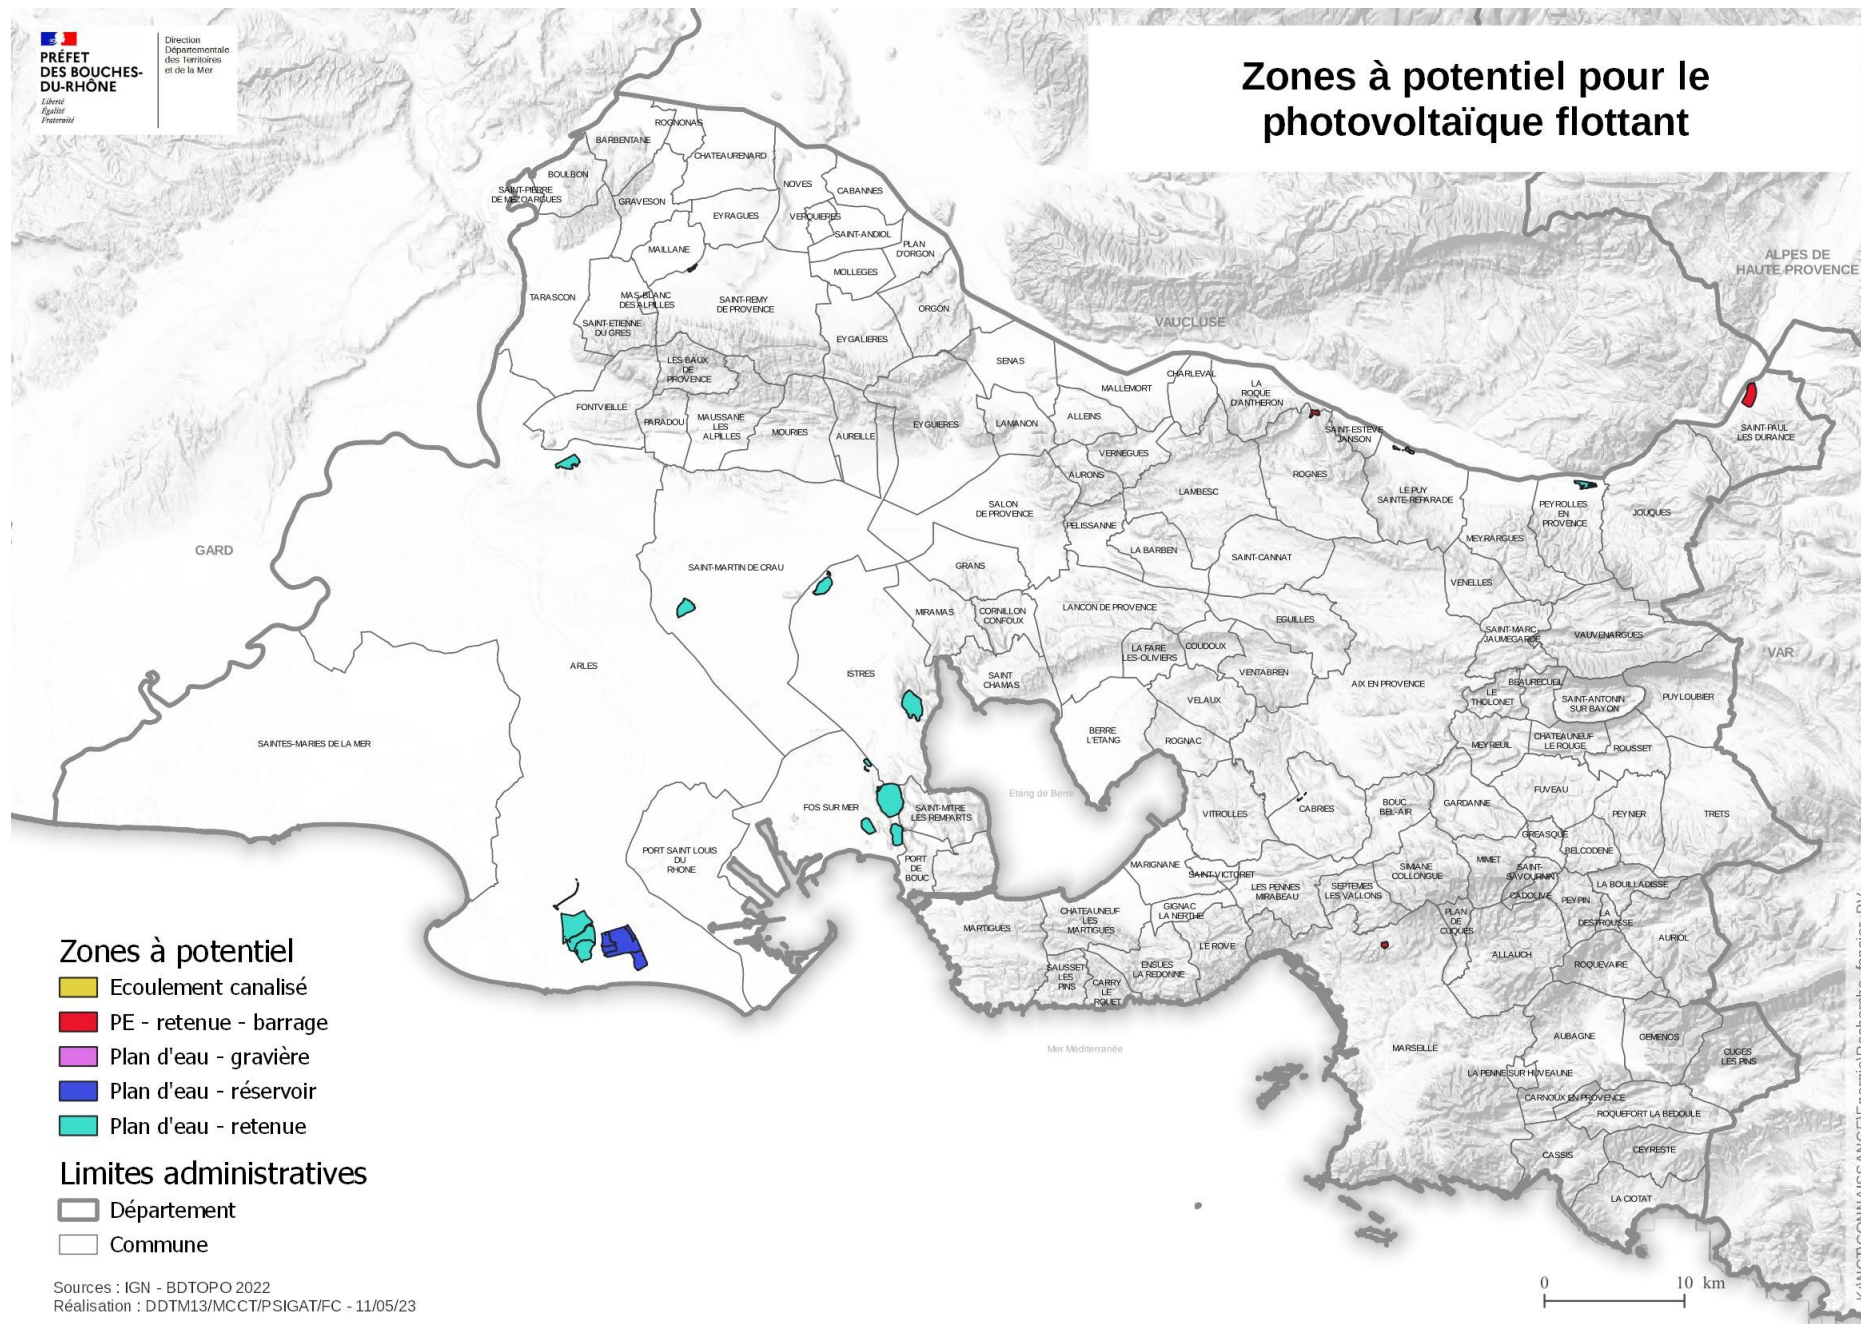 PRÉFET
DES BOUCHES-
DU-RHÔNE
Liberté
Égalité
Fraternité
Direction
Départementale
des Territoires
et de la Mer
Zones à potentiel pour le
photovoltaïque flottant
ROGNONAS
BARBENTANE
CHATEAURENARD
BOULBON
NOVES
CABANNES
SAINT-PIERRE
DE MEZOARGUES
GRAVESON
EYRAGUES
VERQUIERES
SAINT-ANDIOL
MAILLANE
PLAN
D'ORGON
MOLLEGES
ALPES DE
HAUTE PROVENCE
TARASCON
MAS-BLANC
DES ALPILLES
SAINT-REMY
DE PROVENCE
ORGON
VAUCLUSE
SAINT-ETIENNE
DU GRES
EYGALIERES
LES BAUX
DE
PROVENCE
SENAS
CHARLEVAL
MALLEMORT
LA
ROQUE
D'ANTHERON
FONTVIEILLE
PARADOU
MAUSSANE
LES
ALPILLES
MOURIES
AUREILLE
EYGUIERES
LAMANON
ALLEINS
SAINT-ESTEVE
JANSON
SAINT-PAUL
LES DURANCE
VERNEGUES
AURONS
ROGNES
LAMBESC
LE PUY
SAINTE-REPARADE
SALON
DE PROVENCE
PEYROLLES
EN
PROVENCE
JOUQUES
PELISSANNE
MEYRARGUES
GARD
LA BARBEN
SAINT-CANNAT
SAINT-MARTIN DE CRAU
GRANS
VENELLES
MIRAMAS
CORNILLON
CONFOUX
LANCON DE PROVENCE
EGUILLES
SAINT-MARC-
JAUMEGARDE
VAUVENARGUES
LA FARE
LES-OLIVIERS
COUDOUX
VAR
ARLES
ISTRES
SAINT
CHAMAS
VENTABREN
AIX EN PROVENCE
BEAURECUEIL
LE
THOLONET
SAINT-ANTONIN
SUR BAYON
PUYLOUBIER
VELAUX
SAINTES-MARIES DE LA MER
BERRE
L'ETANG
ROGNAC
MEYREUIL
CHATEAUNEUF
LE ROUGE
ROUSSET
Etang de Berre
FOS SUR MER
SAINT-MITRE
LES REMPARTS
VITROLLES
CABRIES
BOUC
BEL-AIR
GARDANNE
FUVEAU
PEYNIER
TRETS
GREASQUE
BELCODENE
PORT SAINT LOUIS
DU
RHONE
PORT
DE
BOUC
MARIGNANE
SAINT-VICTORET
LES PENNES
MIRABEAU
SEPTEMES
LES VALLONS
SIMIANE
COLLONGUE
MIMET
SAINT-
SAVOURNIN
CADOLIVE
PEYPIN
LA BOUILLADISSE
LA
DESTROUSSE
MARTIGUES
CHATEAUNEUF
LES
MARTIGUES
GIGNAC
LA NERTHE
LE ROVE
PLAN
DE
CUQUES
ALLAUCH
AURIOL
ROQUEVAIRE
SAUSSET
LES
PINS
CARRY
LE
ROUET
ENSUES
LA REDONNE
Mer Méditerranée
MARSEILLE
AUBAGNE
GEMENOS
CUGES
LES PINS
LA PENNE SUR HUVEAUNE
CARNOUX EN PROVENCE
ROQUEFORT LA BEDOULE
CASSIS
CEYRESTE
LA CIOTAT
Zones à potentiel
Ecoulement canalisé
PE - retenue - barrage
Plan d'eau - gravière
Plan d'eau - réservoir
Plan d'eau - retenue
Limites administratives
Département
Commune
Sources : IGN - BDTOPO 2022
Réalisation : DDTM13/MCCT/PSIGAT/FC - 11/05/23
0 10 km